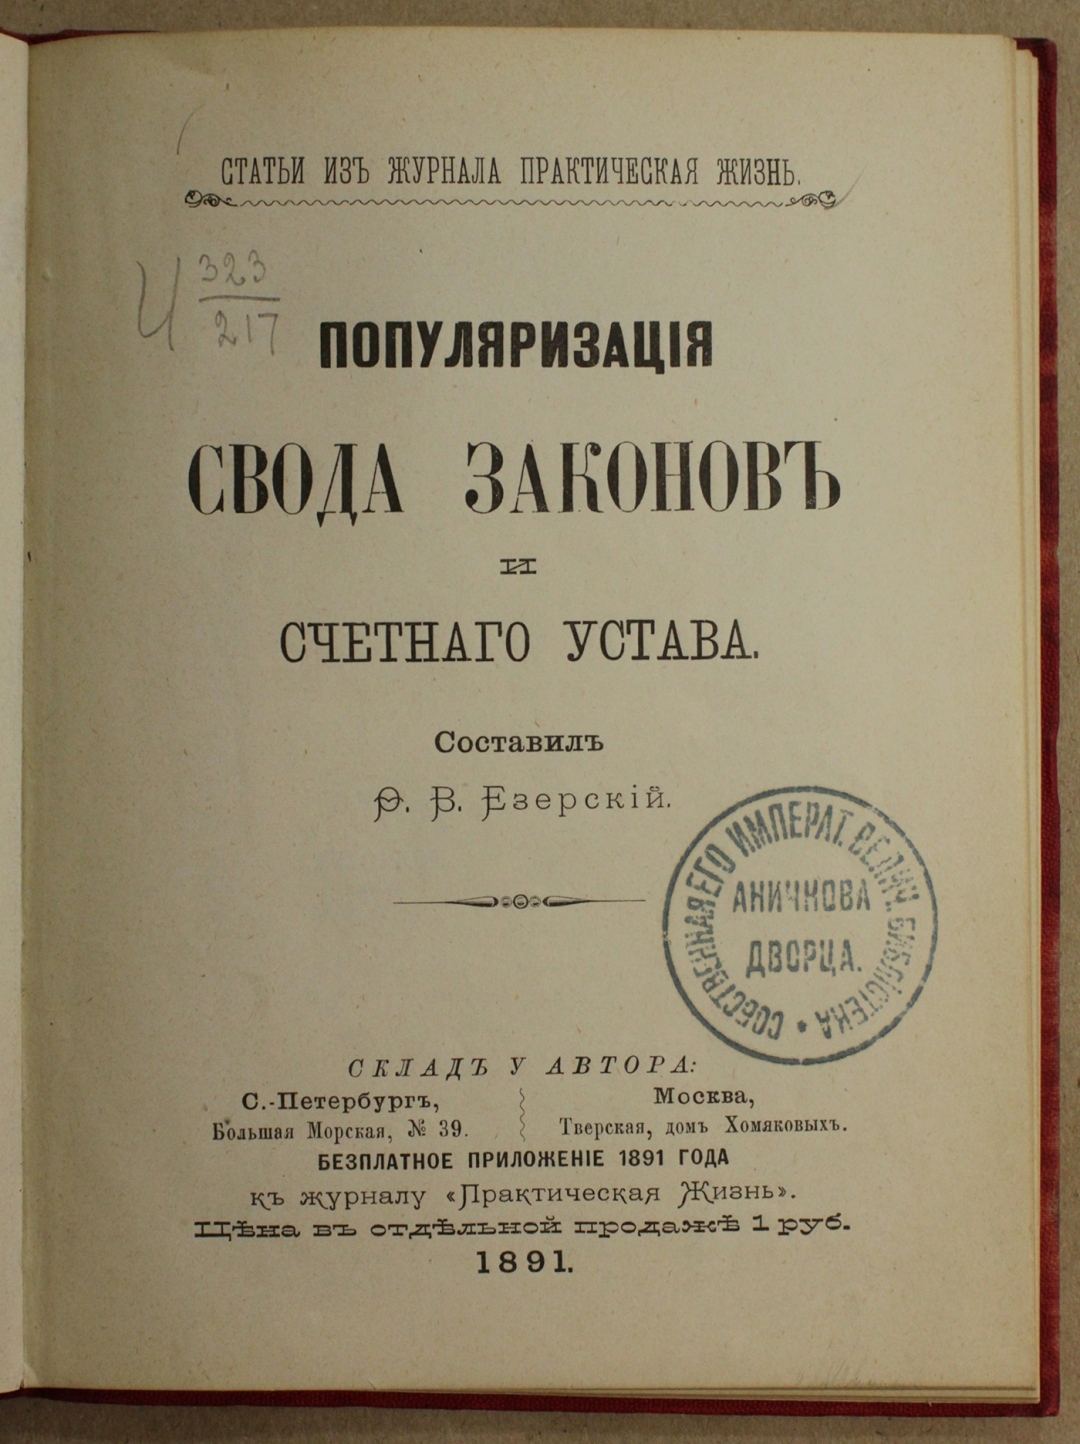 СТАТЬИ ИЗЪ ЖУРНАЛА ПРАКТИЧЕСКАЯ ЖИЗНЬ.
Ч 323
217
ПОПУЛЯРИЗАЦІЯ
СВОДА ЗАКОНОВЪ
И
СЧЕТНАГО УСТАВА.
Составилъ
Ѳ. В. Езерскій.
СОБСТВЕННАЯ ЕГО ИМПЕРАТ. ВЕЛИЧ. БИБЛІОТЕКА
АНИЧКОВА
ДВОРЦА.
СКЛАДЪ У АВТОРА:
С.-Петербургъ,
Большая Морская, № 39.
Москва,
Тверская, домъ Хомяковыхъ.
БЕЗПЛАТНОЕ ПРИЛОЖЕНІЕ 1891 ГОДА
къ журналу «Практическая Жизнь».
Цѣна въ отдѣльной продажѣ 1 руб.
1891.